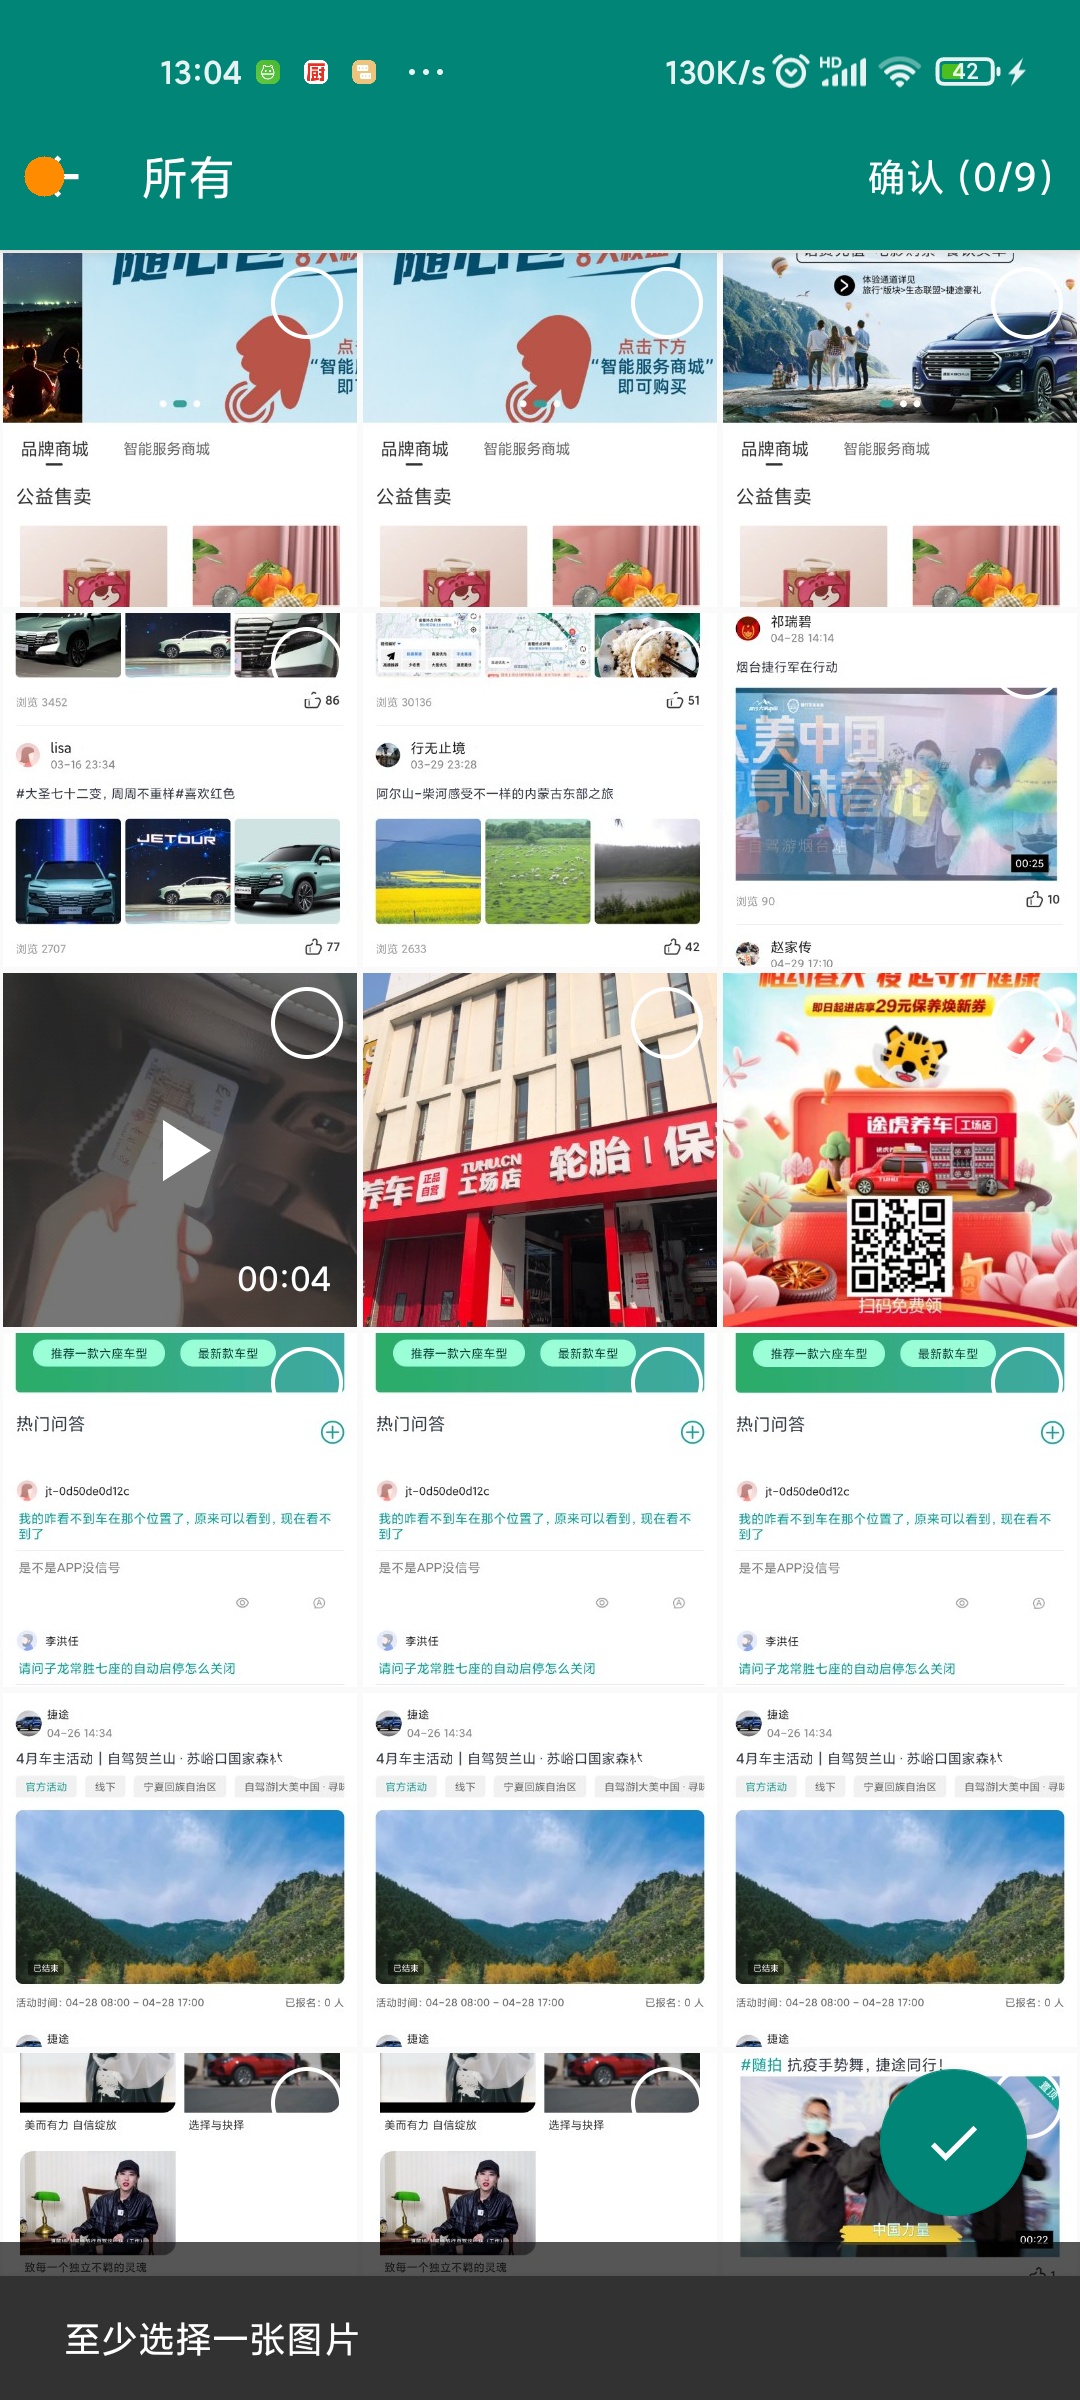 13:04
130K/s
HD
42
所有
确认 (0/9)
随心包
点击下方
“智能服务商城”
即可购买
体验通道详见
旅行"版块>生态联盟>捷途豪礼
品牌商城 智能服务商城
品牌商城 智能服务商城
品牌商城 智能服务商城
公益售卖
公益售卖
公益售卖
浏览 3452
86
浏览 30136
51
祁瑞碧
04-28 14:14
烟台捷行军在行动
大美中国
寻味春光
00:25
浏览 90
10
赵家传
04-29 17:10
lisa
03-16 23:34
#大圣七十二变，周周不重样#喜欢红色
JETOUR
浏览 2707
77
行无止境
03-29 23:28
阿尔山-柴河感受不一样的内蒙古东部之旅
浏览 2633
42
00:04
养车 正品自营 TUHU.CN 工场店 轮胎 | 保
即日起进店享29元保养焕新券
途虎养车 工场店
TUHU
扫码免费领
推荐一款六座车型 最新款车型
推荐一款六座车型 最新款车型
推荐一款六座车型 最新款车型
热门问答
热门问答
热门问答
jt-0d50de0d12c
jt-0d50de0d12c
jt-0d50de0d12c
我的咋看不到车在那个位置了，原来可以看到，现在看不
到了
我的咋看不到车在那个位置了，原来可以看到，现在看不
到了
我的咋看不到车在那个位置了，原来可以看到，现在看不
到了
是不是APP没信号
是不是APP没信号
是不是APP没信号
李洪任
李洪任
李洪任
请问子龙常胜七座的自动启停怎么关闭
请问子龙常胜七座的自动启停怎么关闭
请问子龙常胜七座的自动启停怎么关闭
捷途
04-26 14:34
捷途
04-26 14:34
捷途
04-26 14:34
4月车主活动 | 自驾贺兰山 · 苏峪口国家森
4月车主活动 | 自驾贺兰山 · 苏峪口国家森
4月车主活动 | 自驾贺兰山 · 苏峪口国家森
官方活动 线下 宁夏回族自治区 自驾游|大美中国 · 寻
官方活动 线下 宁夏回族自治区 自驾游|大美中国 · 寻
官方活动 线下 宁夏回族自治区 自驾游|大美中国 · 寻
已结束
已结束
已结束
活动时间：04-28 08:00 - 04-28 17:00 已报名：0 人
活动时间：04-28 08:00 - 04-28 17:00 已报名：0 人
活动时间：04-28 08:00 - 04-28 17:00 已报名：0 人
捷途
捷途
捷途
美而有力 自信绽放 选择与抉择
美而有力 自信绽放 选择与抉择
#随拍 抗疫手势舞，捷途同行！
置顶
中国力量
00:22
致每一个独立不羁的灵魂
致每一个独立不羁的灵魂
至少选择一张图片